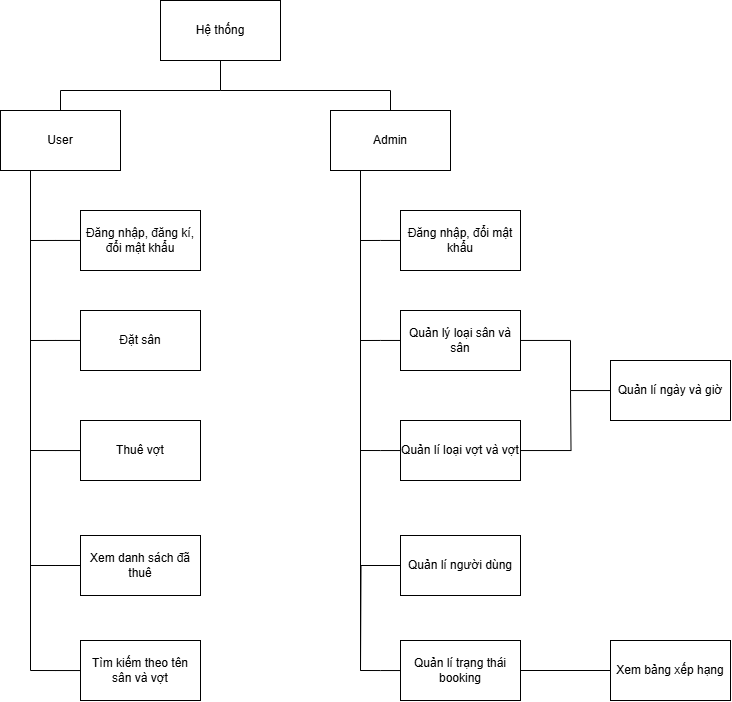 Hệ thống
User
Admin
Đăng nhập, đăng kí,
đổi mật khẩu
Đăng nhập, đổi mật
khẩu
Đặt sân
Quản lý loại sân và
sân
Quản lí ngày và giờ
Thuê vợt
Quản lí loại vợt và vợt
Xem danh sách đã
thuê
Quản lí người dùng
Tìm kiếm theo tên
sân và vợt
Quản lí trạng thái
booking
Xem bảng xếp hạng